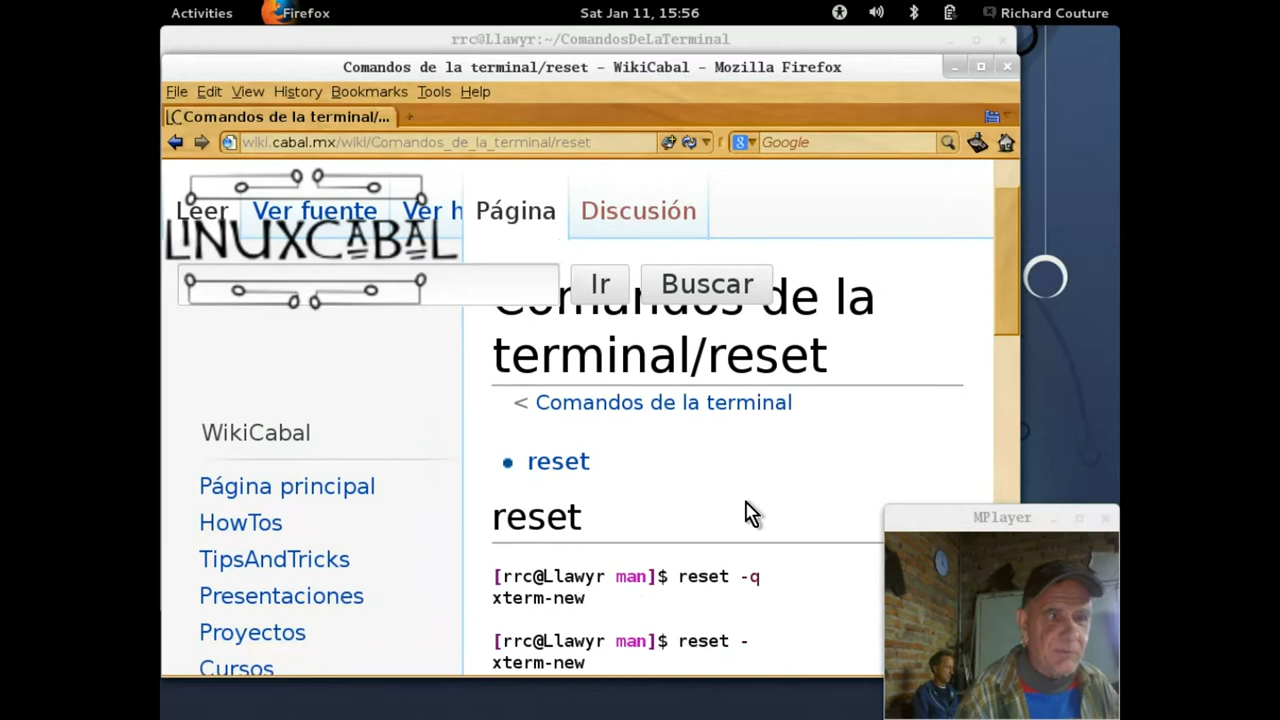 Activities Firefox Sat Jan 11, 15:56 Richard Couture
rrc@Llawyr:~/ComandosDeLaTerminal
Comandos de la terminal/reset - WikiCabal - Mozilla Firefox
File Edit View History Bookmarks Tools Help
Comandos de la terminal/...
wiki.cabal.mx/wiki/Comandos_de_la_terminal/reset
Google
Leer Ver fuente Ver h Página Discusión
LINUXCABAL
Ir Buscar
Comandos de la
terminal/reset
< Comandos de la terminal
reset
reset
[rrc@Llawyr man]$ reset -q
xterm-new
[rrc@Llawyr man]$ reset -
xterm-new
WikiCabal
Página principal
HowTos
TipsAndTricks
Presentaciones
Proyectos
Cursos
MPlayer